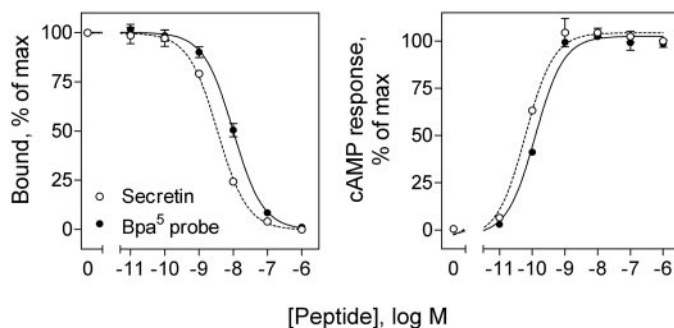 Bound, % of max
100
75
50
25
0
Secretin
Bpa⁵ probe
0 -11 -10 -9 -8 -7 -6
cAMP response,
% of max
100
75
50
25
0
0 -11 -10 -9 -8 -7 -6
[Peptide], log M